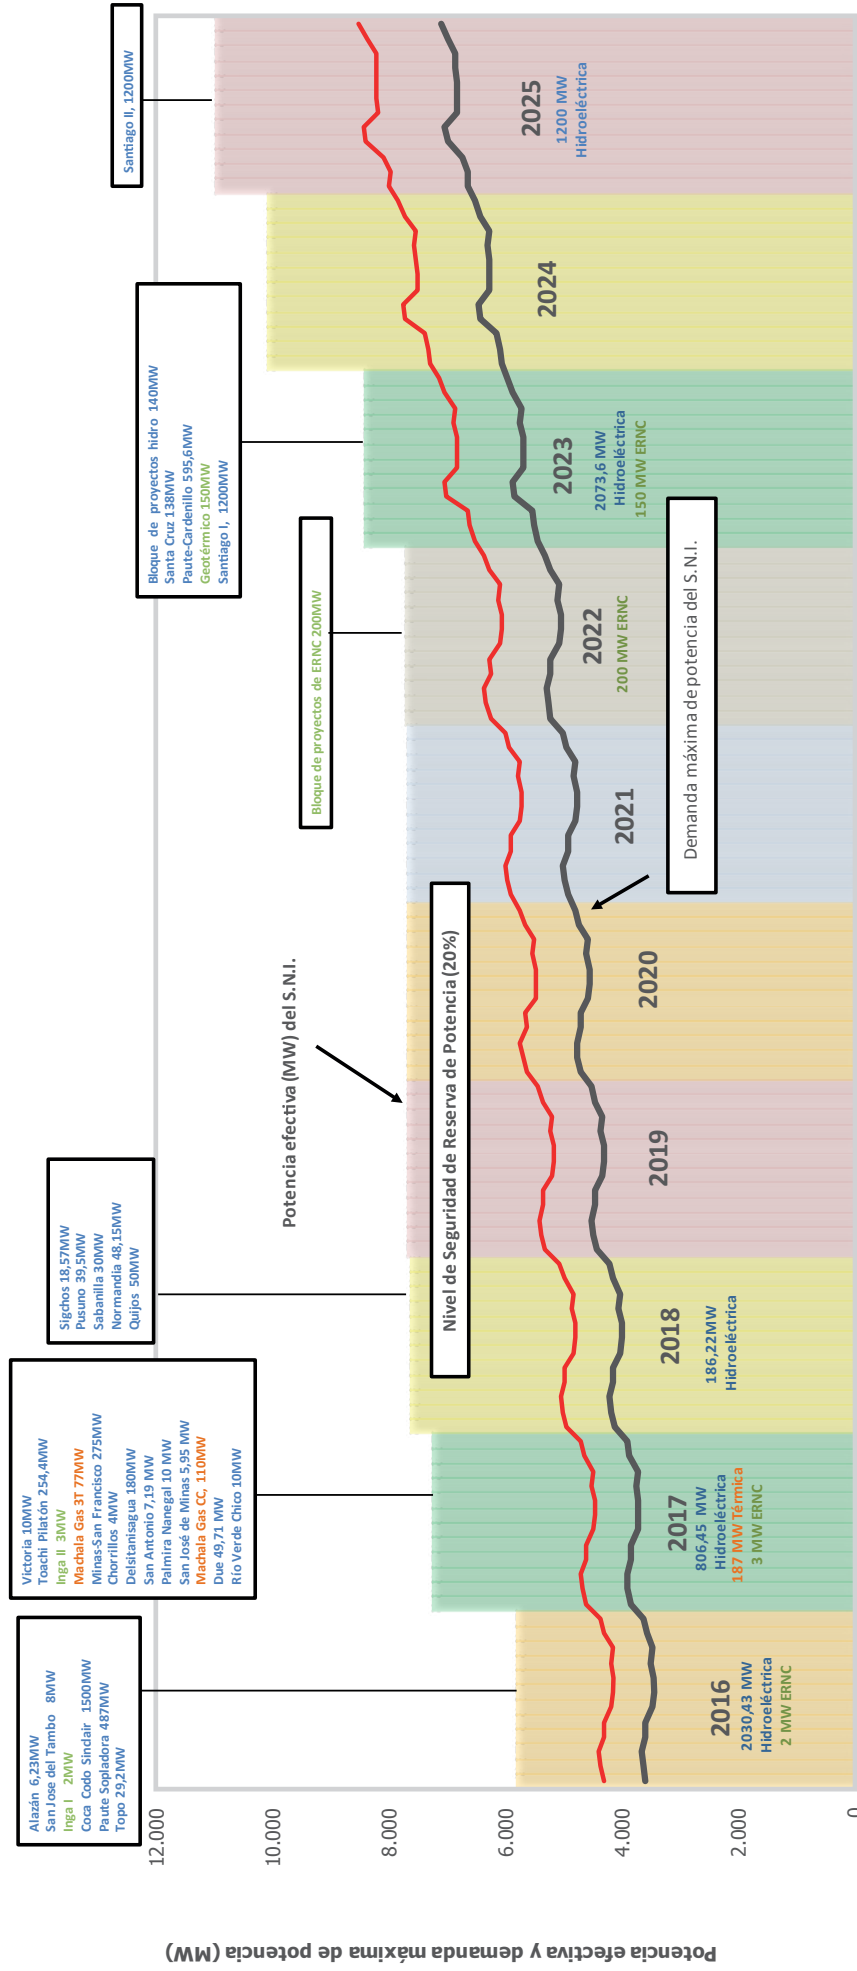 Potencia efectiva y demanda máxima de potencia (MW)
12.000
10.000
8.000
6.000
4.000
2.000
0
Alazán 6,23MW
San Jose del Tambo 8MW
Inga I 2MW
Coca Codo Sinclair 1500MW
Paute Sopladora 487MW
Topo 29,2MW
Victoria 10MW
Toachi Pilatón 254,4MW
Inga II 3MW
Machala Gas 3T 77MW
Minas-San Francisco 275MW
Chorrillos 4MW
Delsitanisagua 180MW
San Antonio 7,19 MW
Palmira Nanegal 10 MW
San José de Minas 5,95 MW
Machala Gas CC, 110MW
Due 49,71 MW
Río Verde Chico 10MW
Sigchos 18,57MW
Pusuno 39,5MW
Sabanilla 30MW
Normandia 48,15MW
Quijos 50MW
Potencia efectiva (MW) del S.N.I.
Nivel de Seguridad de Reserva de Potencia (20%)
Bloque de proyectos de ERNC 200MW
Bloque de proyectos hidro 140MW
Santa Cruz 138MW
Paute-Cardenillo 595,6MW
Geotérmico 150MW
Santiago I, 1200MW
Santiago II, 1200MW
Demanda máxima de potencia del S.N.I.
2016
2030,43 MW
Hidroeléctrica
2 MW ERNC
2017
806,45 MW
Hidroeléctrica
187 MW Térmica
3 MW ERNC
2018
186,22MW
Hidroeléctrica
2019
2020
2021
2022
200 MW ERNC
2023
2073,6 MW
Hidroeléctrica
150 MW ERNC
2024
2025
1200 MW
Hidroeléctrica